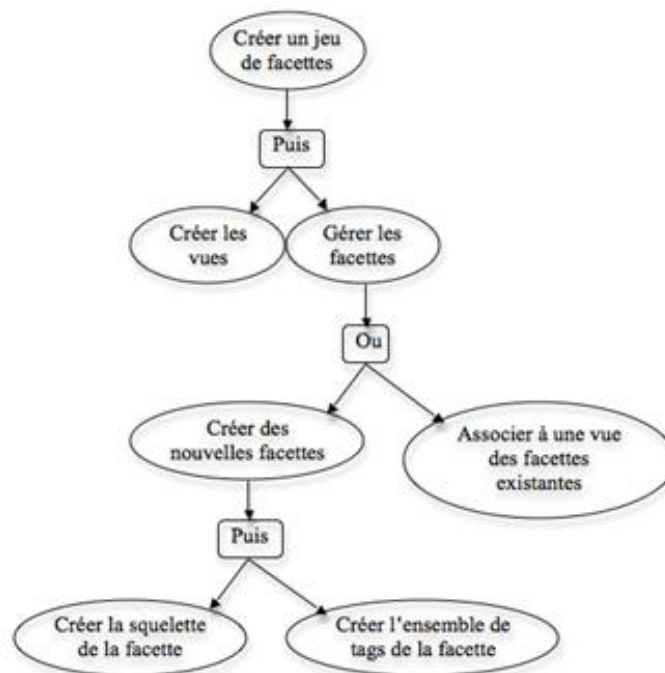 Créer un jeu
de facettes
Puis
Créer les
vues
Gérer les
facettes
Ou
Créer des
nouvelles facettes
Associer à une vue
des facettes
existantes
Puis
Créer la squelette
de la facette
Créer l'ensemble de
tags de la facette